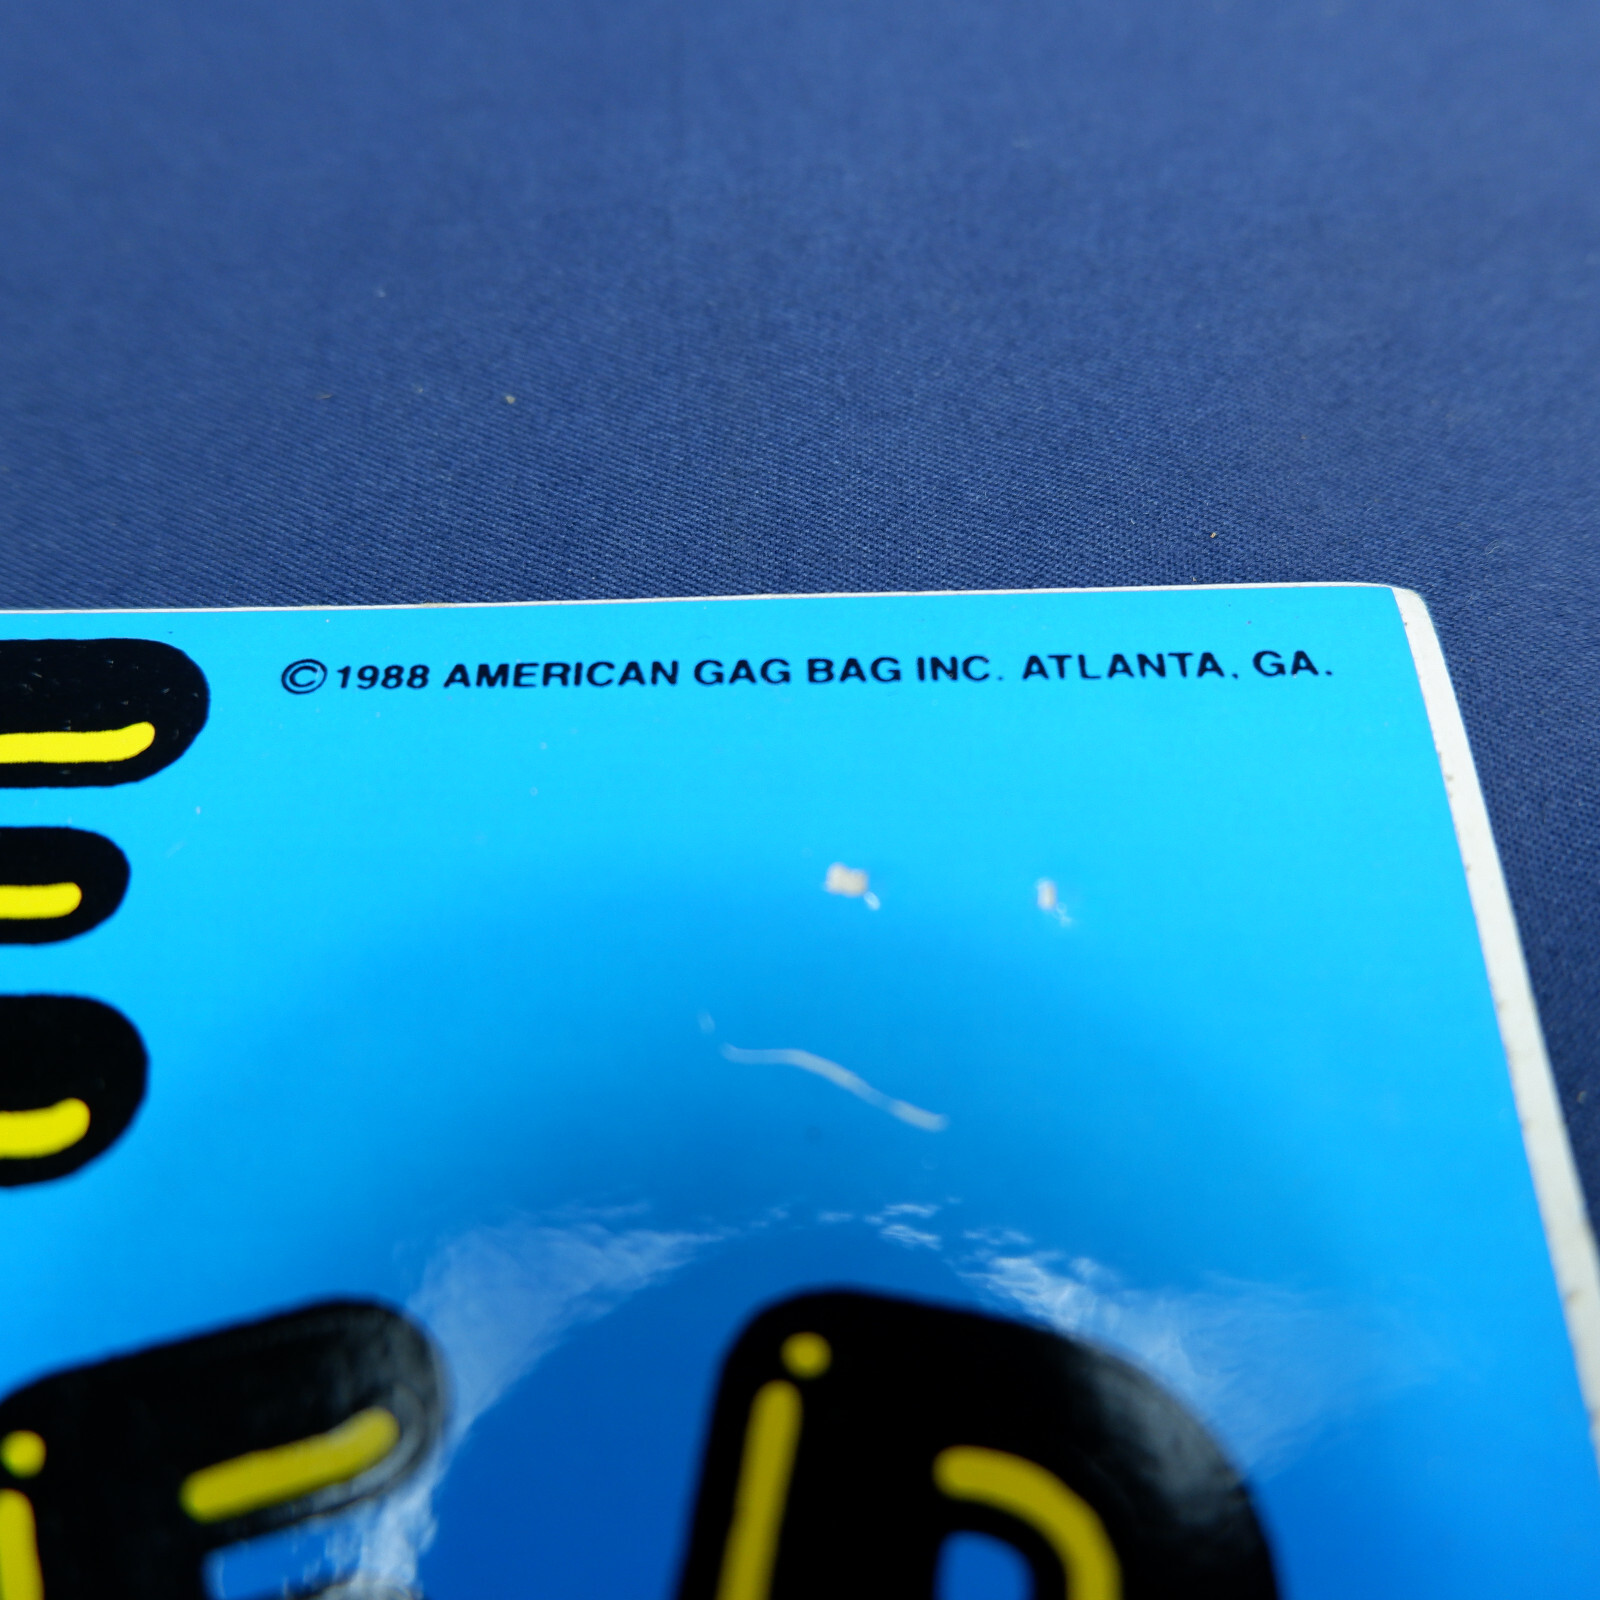 ©1988 AMERICAN GAG BAG INC. ATLANTA, GA.